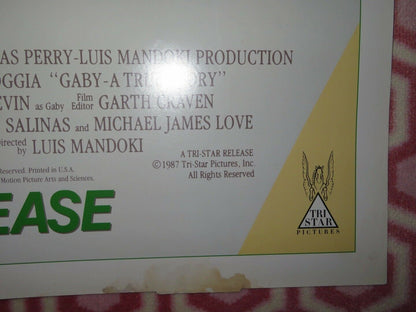 AS PERRY-LUIS MANDOKI PRODUCTION
OGGIA "GABY-A TRUE STORY"
EVIN as Gaby Film Editor GARTH CRAVEN
SALINAS and MICHAEL JAMES LOVE
Directed by LUIS MANDOKI
A TRI-STAR RELEASE
©1987 Tri-Star Pictures, Inc.
All Rights Reserved
Reserved. Printed in U.S.A.
Motion Picture Arts and Sciences.
EASE
TRI
STAR
PICTURES